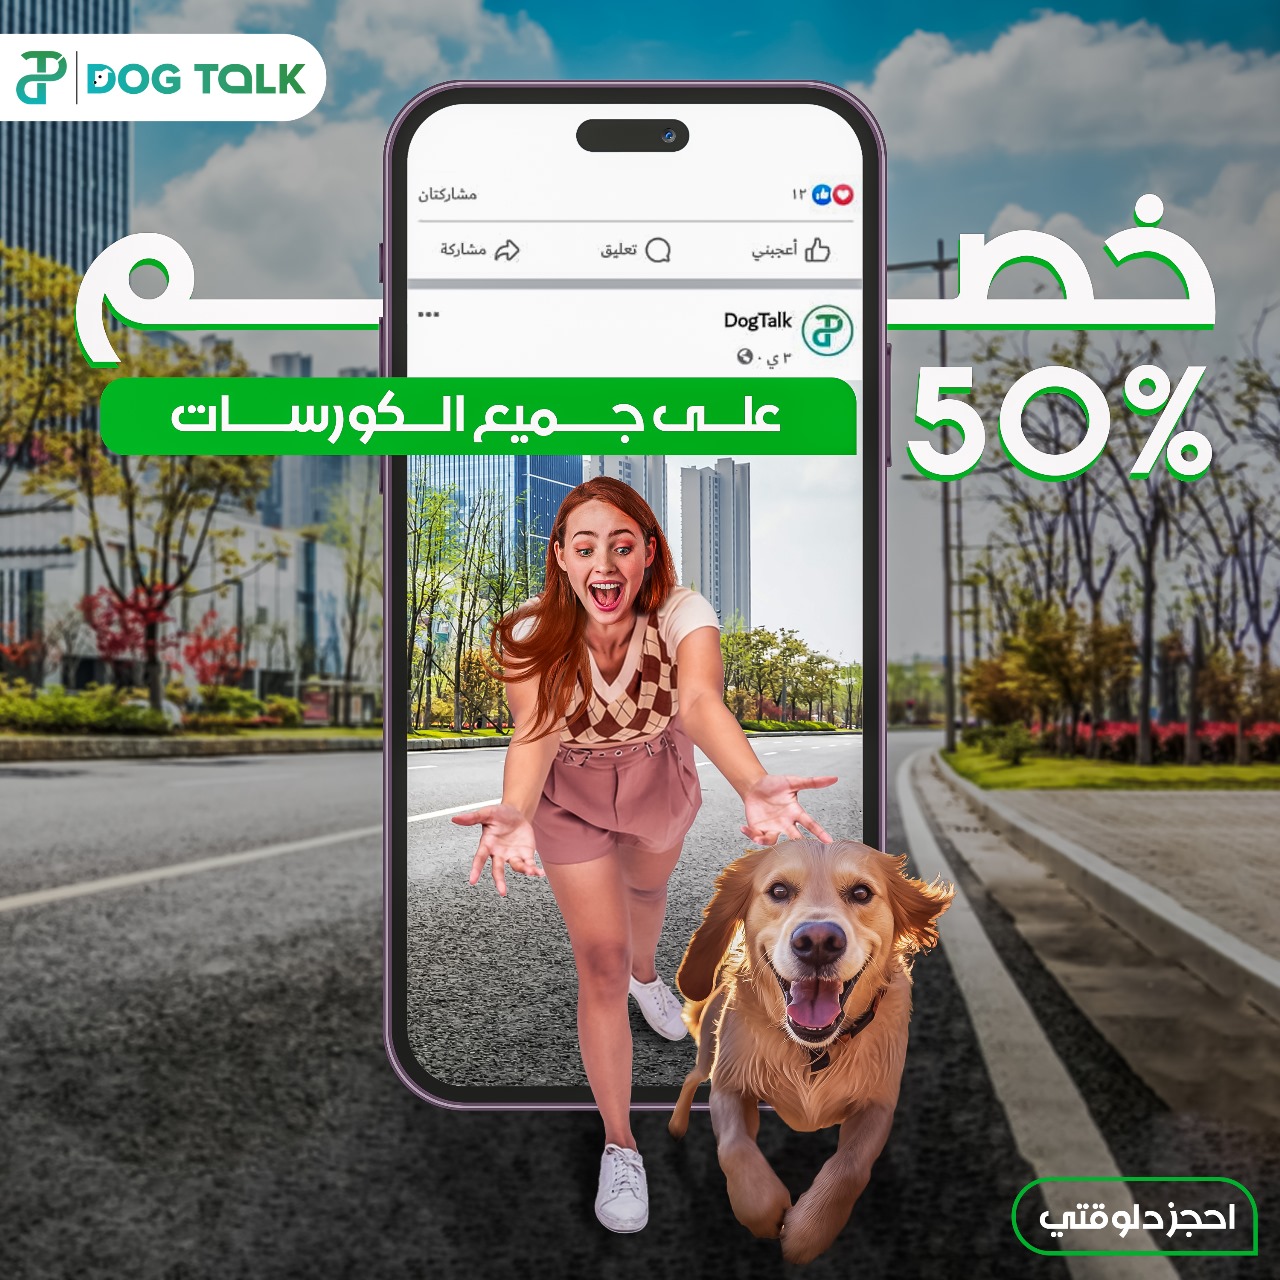 DOG TALK
مشاركتان
١٢
أعجبني
تعليق
مشاركة
DogTalk
٣ ي ·
خصم
50%
على جميع الكورسات
احجز دلوقتي